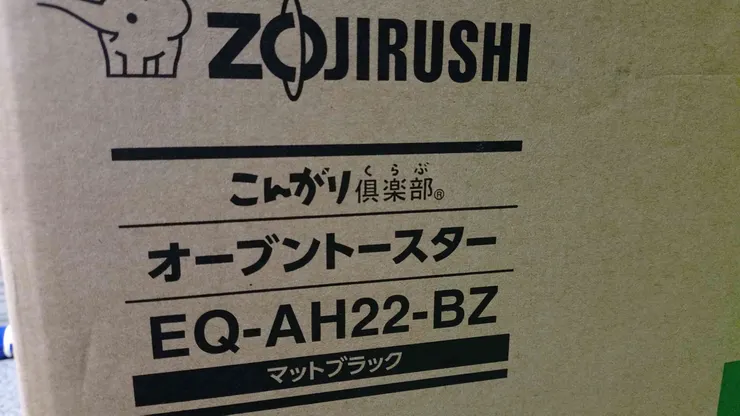 ZOJIRUSHI
くらぶ
こんがり倶楽部®
オーブントースター
EQ-AH22-BZ
マットブラック